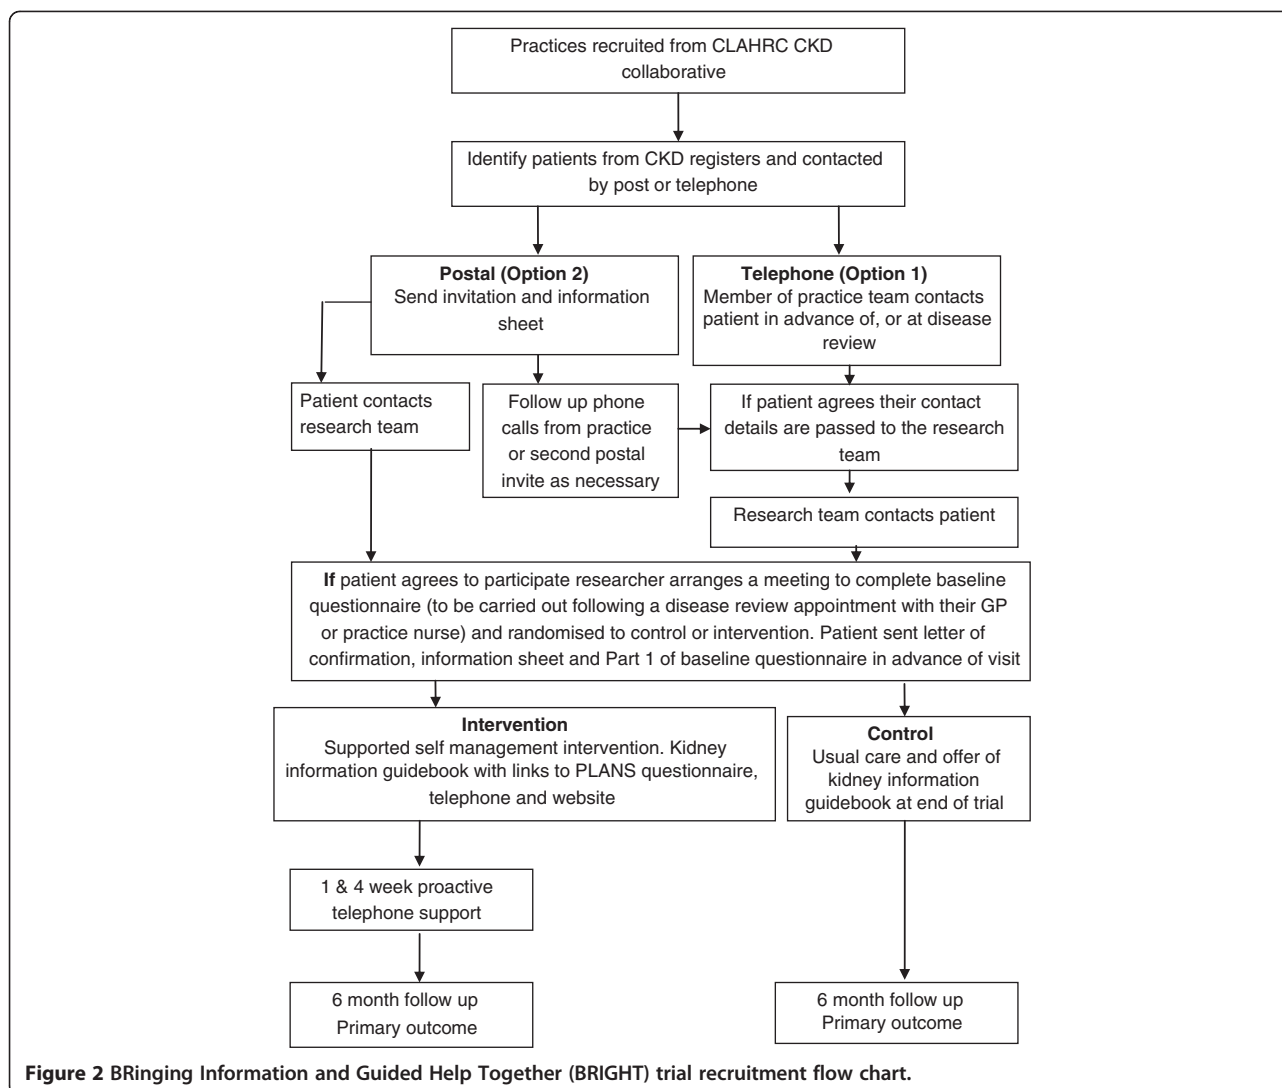 Practices recruited from CLAHRC CKD
collaborative
Identify patients from CKD registers and contacted
by post or telephone
Postal (Option 2)
Send invitation and information
sheet
Telephone (Option 1)
Member of practice team contacts
patient in advance of, or at disease
review
Patient contacts
research team
Follow up phone
calls from practice
or second postal
invite as necessary
If patient agrees their contact
details are passed to the research
team
Research team contacts patient
If patient agrees to participate researcher arranges a meeting to complete baseline
questionnaire (to be carried out following a disease review appointment with their GP
or practice nurse) and randomised to control or intervention. Patient sent letter of
confirmation, information sheet and Part 1 of baseline questionnaire in advance of visit
Intervention
Supported self management intervention. Kidney
information guidebook with links to PLANS questionnaire,
telephone and website
Control
Usual care and offer of
kidney information
guidebook at end of trial
1 & 4 week proactive
telephone support
6 month follow up
Primary outcome
6 month follow up
Primary outcome
Figure 2 BRinging Information and Guided Help Together (BRIGHT) trial recruitment flow chart.